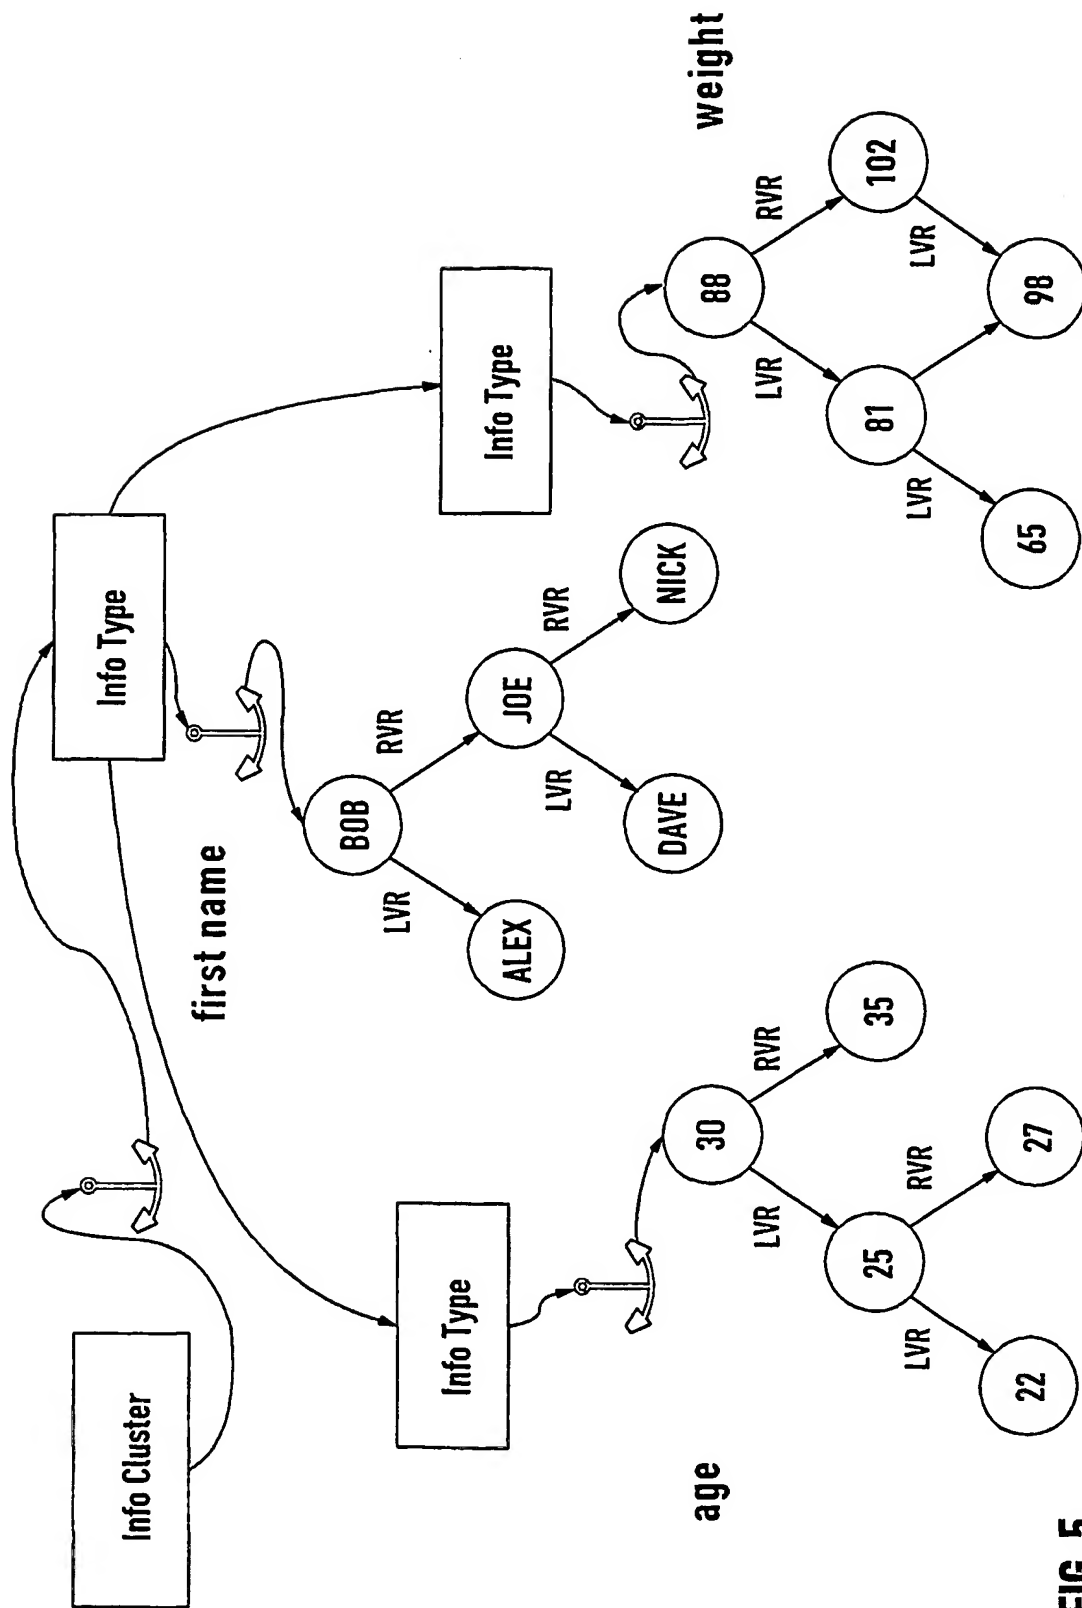 Info Cluster
Info Type
first name
BOB
LVR
RVR
ALEX
JOE
LVR
RVR
DAVE
NICK
Info Type
age
30
LVR
RVR
25
35
LVR
RVR
22
27
Info Type
weight
88
LVR
RVR
81
102
LVR
LVR
65
98
FIG. 5